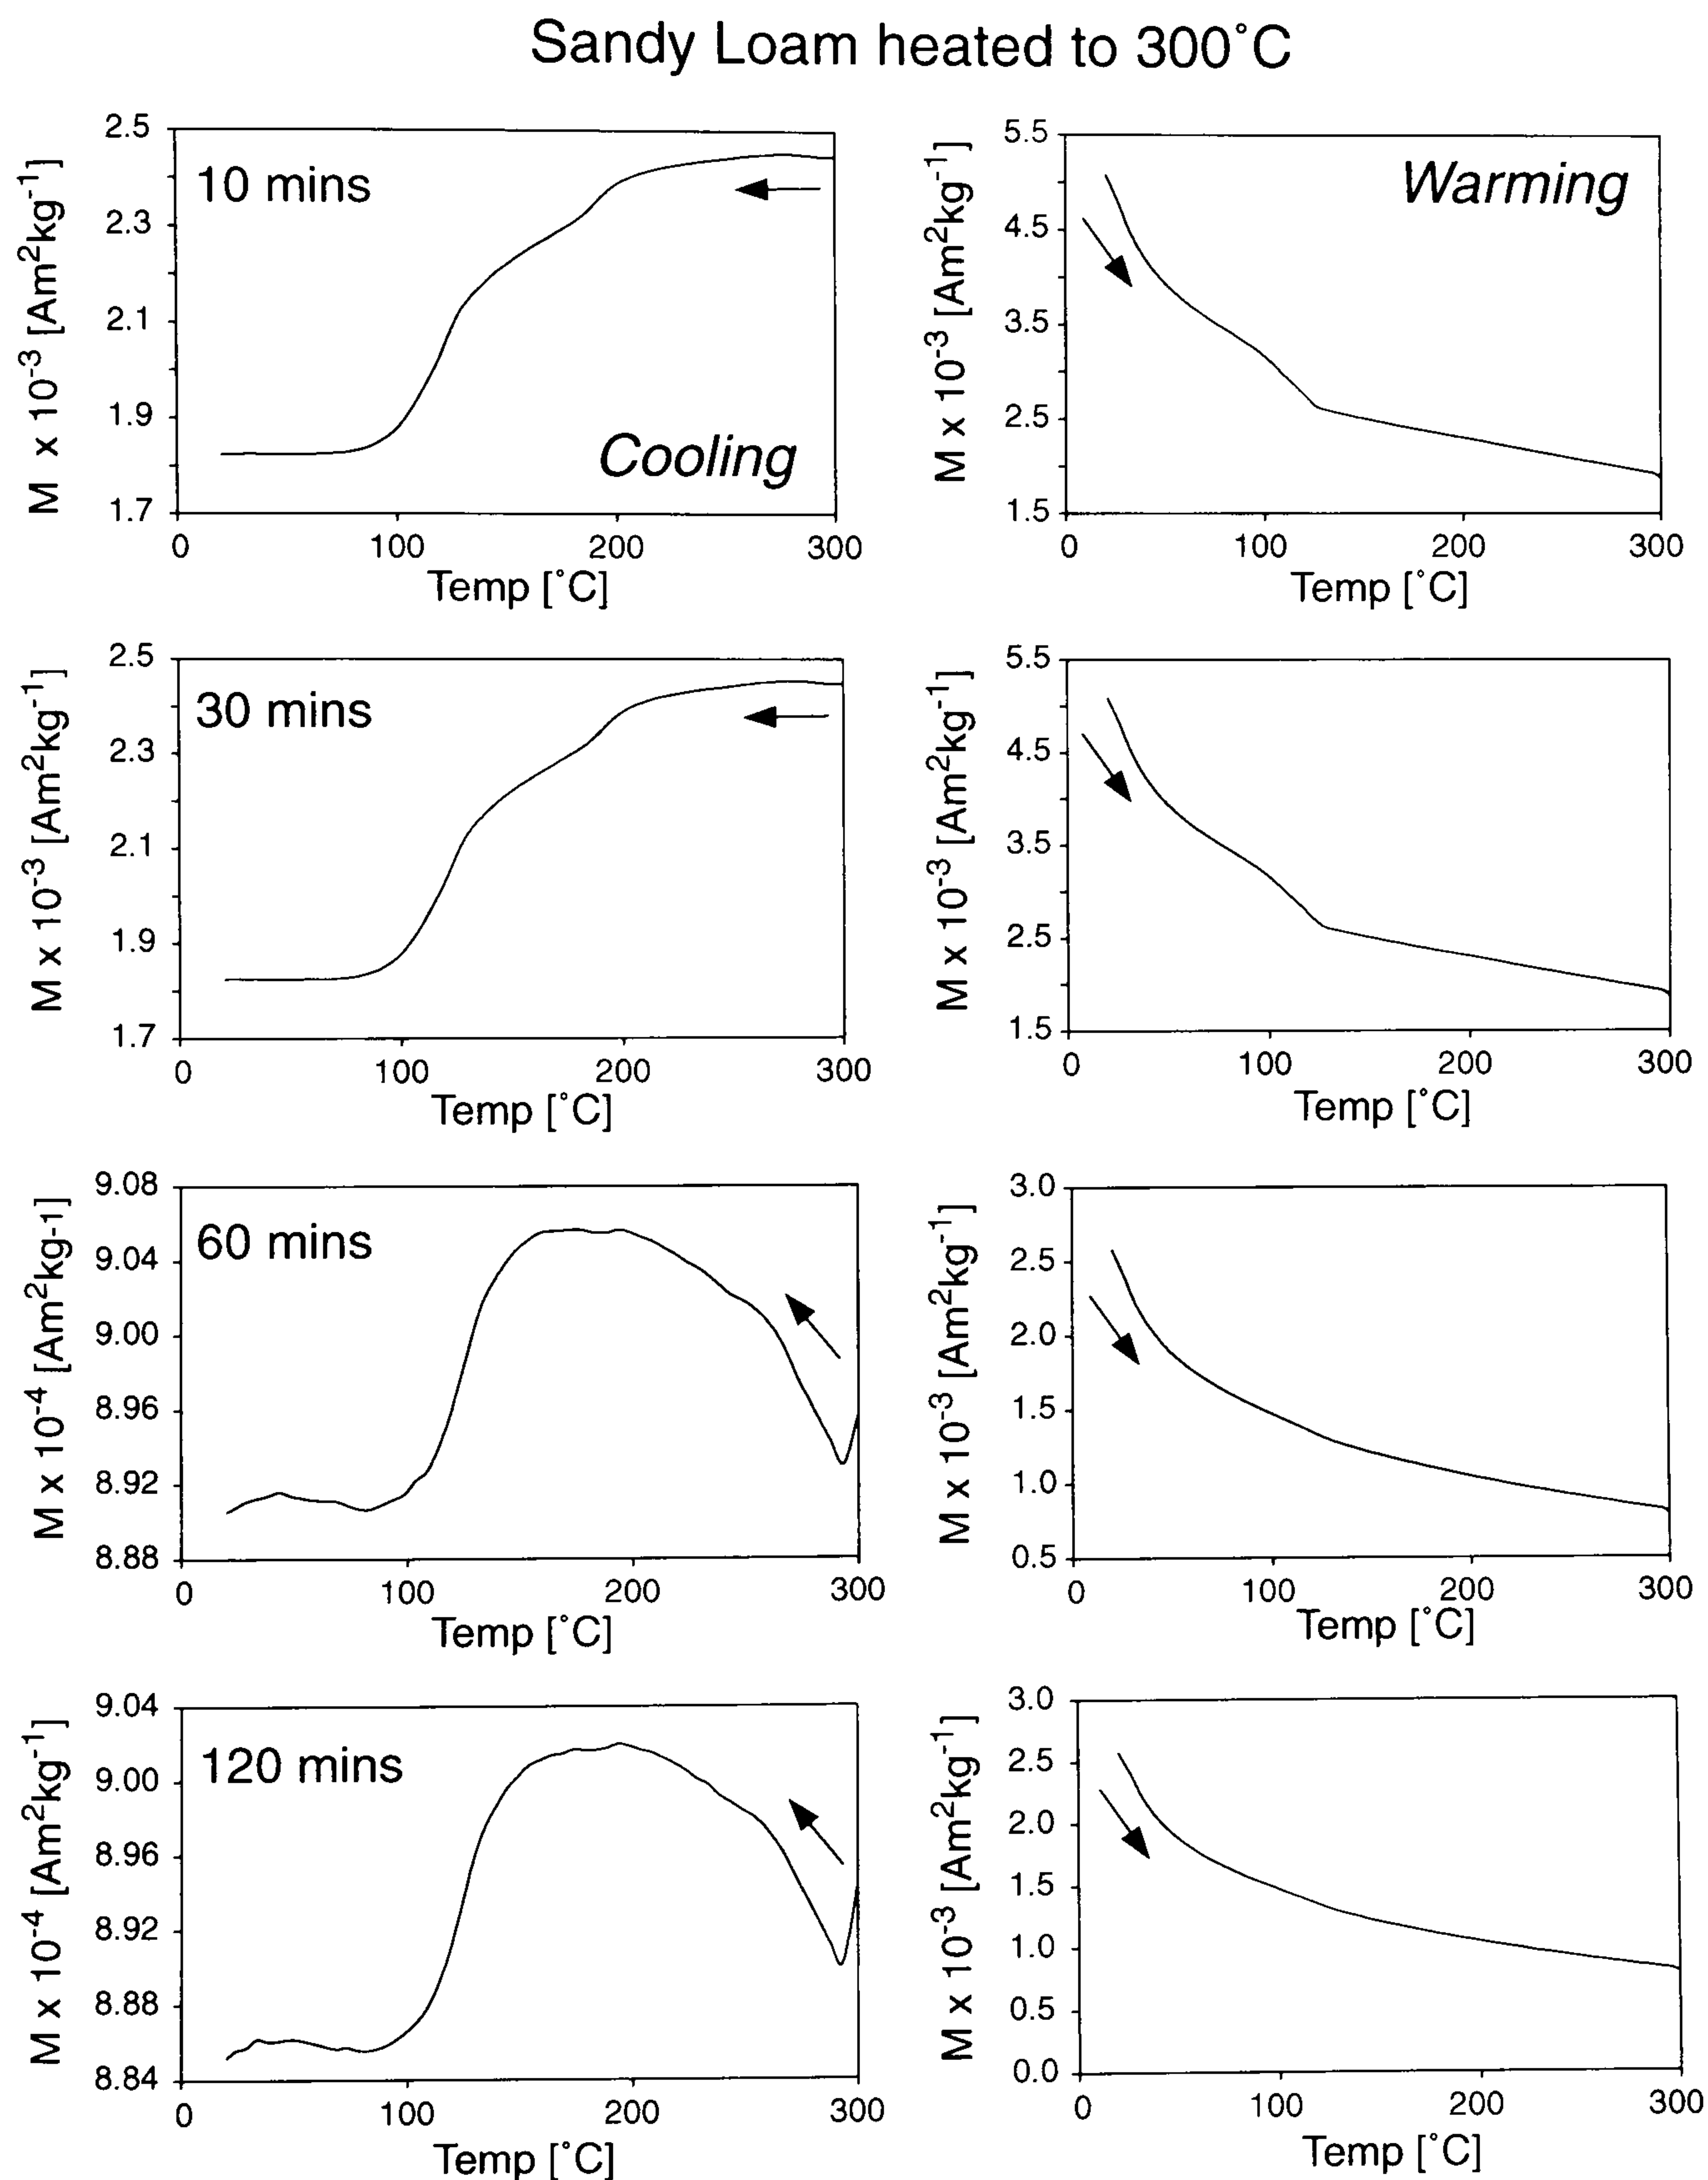 Sandy Loam heated to 300˚C
M x 10-3 [Am2kg-1]
2.5
2.3
2.1
1.9
1.7
10 mins
Cooling
0 100 200 300
Temp [˚C]
M x 10-3 [Am2kg-1]
5.5
4.5
3.5
2.5
1.5
Warming
0 100 200 300
Temp [˚C]
M x 10-3 [Am2kg-1]
2.5
2.3
2.1
1.9
1.7
30 mins
0 100 200 300
Temp [˚C]
M x 10-3 [Am2kg-1]
5.5
4.5
3.5
2.5
1.5
0 100 200 300
Temp [˚C]
M x 10-4 [Am2kg-1]
9.08
9.04
9.00
8.96
8.92
8.88
60 mins
0 100 200 300
Temp [˚C]
M x 10-3 [Am2kg-1]
3.0
2.5
2.0
1.5
1.0
0.5
0 100 200 300
Temp [˚C]
M x 10-4 [Am2kg-1]
9.04
9.00
8.96
8.92
8.88
8.84
120 mins
0 100 200 300
Temp [˚C]
M x 10-3 [Am2kg-1]
3.0
2.5
2.0
1.5
1.0
0.5
0.0
0 100 200 300
Temp [˚C]